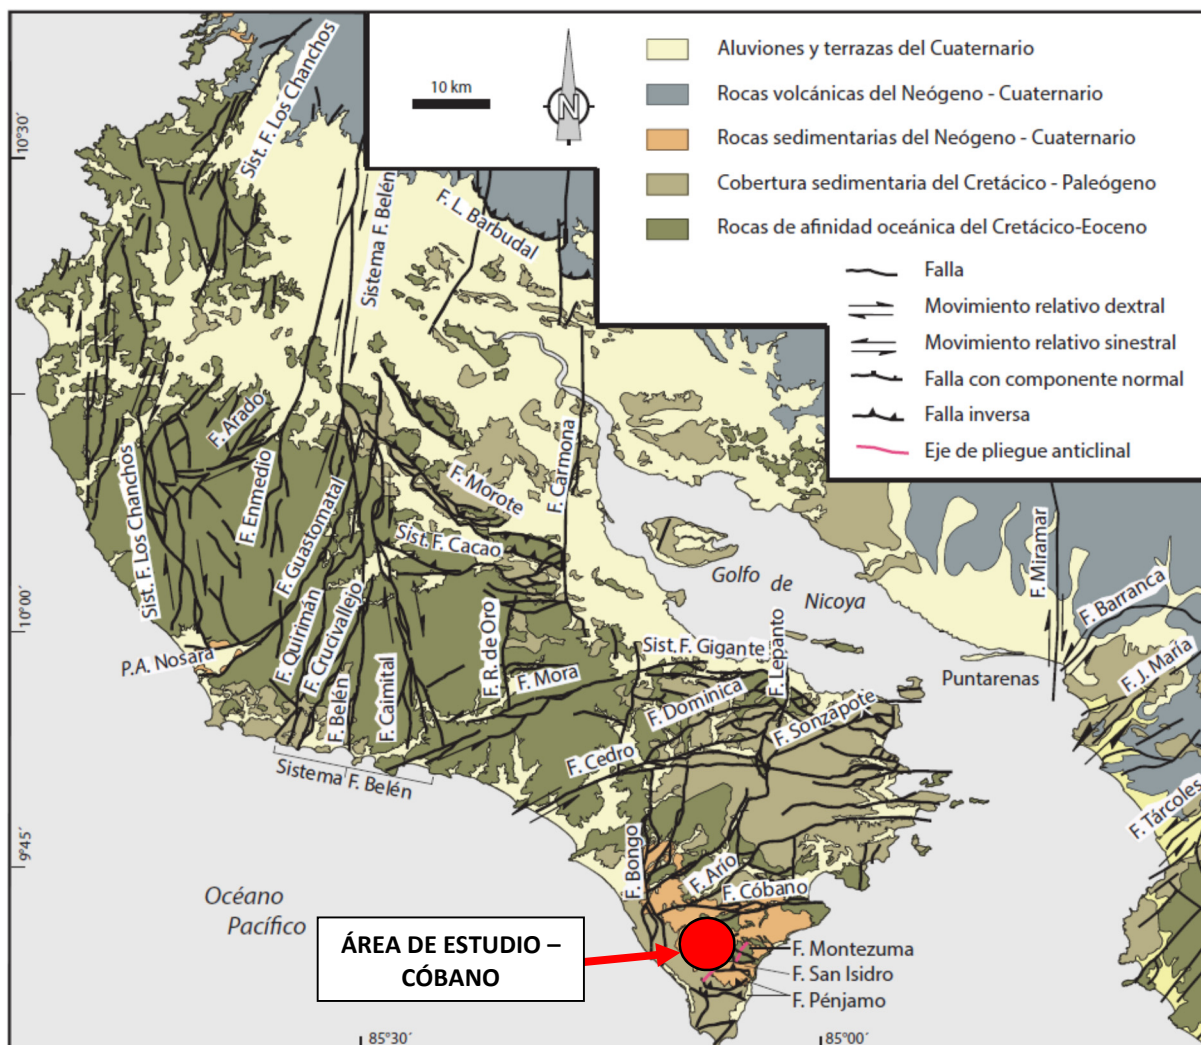 10 km
N
Aluviones y terrazas del Cuaternario
Rocas volcánicas del Neógeno - Cuaternario
Rocas sedimentarias del Neógeno - Cuaternario
Cobertura sedimentaria del Cretácico - Paleógeno
Rocas de afinidad oceánica del Cretácico-Eoceno
Falla
Movimiento relativo dextral
Movimiento relativo sinestral
Falla con componente normal
Falla inversa
Eje de pliegue anticlinal
10°30'
10°00'
9°45'
85°30'
85°00'
Sist. F. Los Chanchos
Sistema F. Belén
F. L. Barbudal
F. Arado
F. Enmedio
Sist. F. Los Chanchos
F. Guastomatal
F. Morote
F. Carmona
Sist. F. Cacao
Golfo de
Nicoya
F. Miramar
F. Barranca
P.A. Nosara
F. Quirimán
F. Crucivallejo
F. Belén
F. Caimital
F. R. de Oro
F. Mora
Sist. F. Gigante
F. Lepanto
Puntarenas
F. J. María
F. Dominica
F. Sonzapote
F. Cedro
Sistema F. Belén
F. Tárcoles
F. Bongo
F. Arío
F. Cóbano
Océano
Pacífico
ÁREA DE ESTUDIO –
CÓBANO
F. Montezuma
F. San Isidro
F. Pénjamo